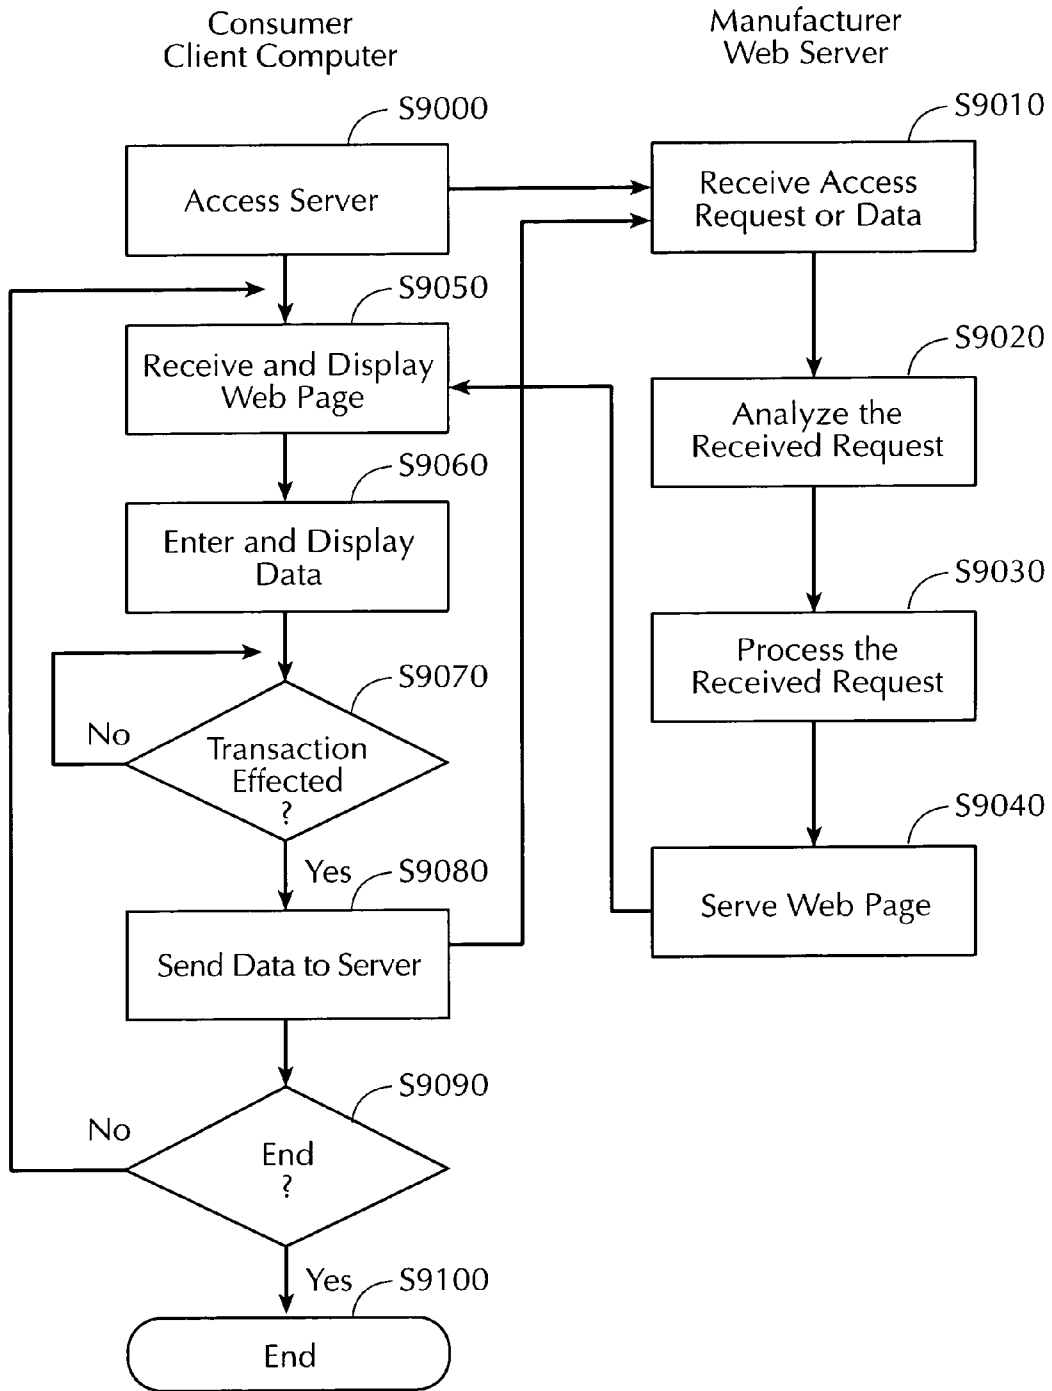 Consumer
Client Computer
Manufacturer
Web Server
S9000
Access Server
S9010
Receive Access
Request or Data
S9050
Receive and Display
Web Page
S9020
Analyze the
Received Request
S9060
Enter and Display
Data
S9030
Process the
Received Request
S9070
No
Transaction
Effected
?
Yes
S9080
Send Data to Server
S9040
Serve Web Page
S9090
No
End
?
Yes
S9100
End